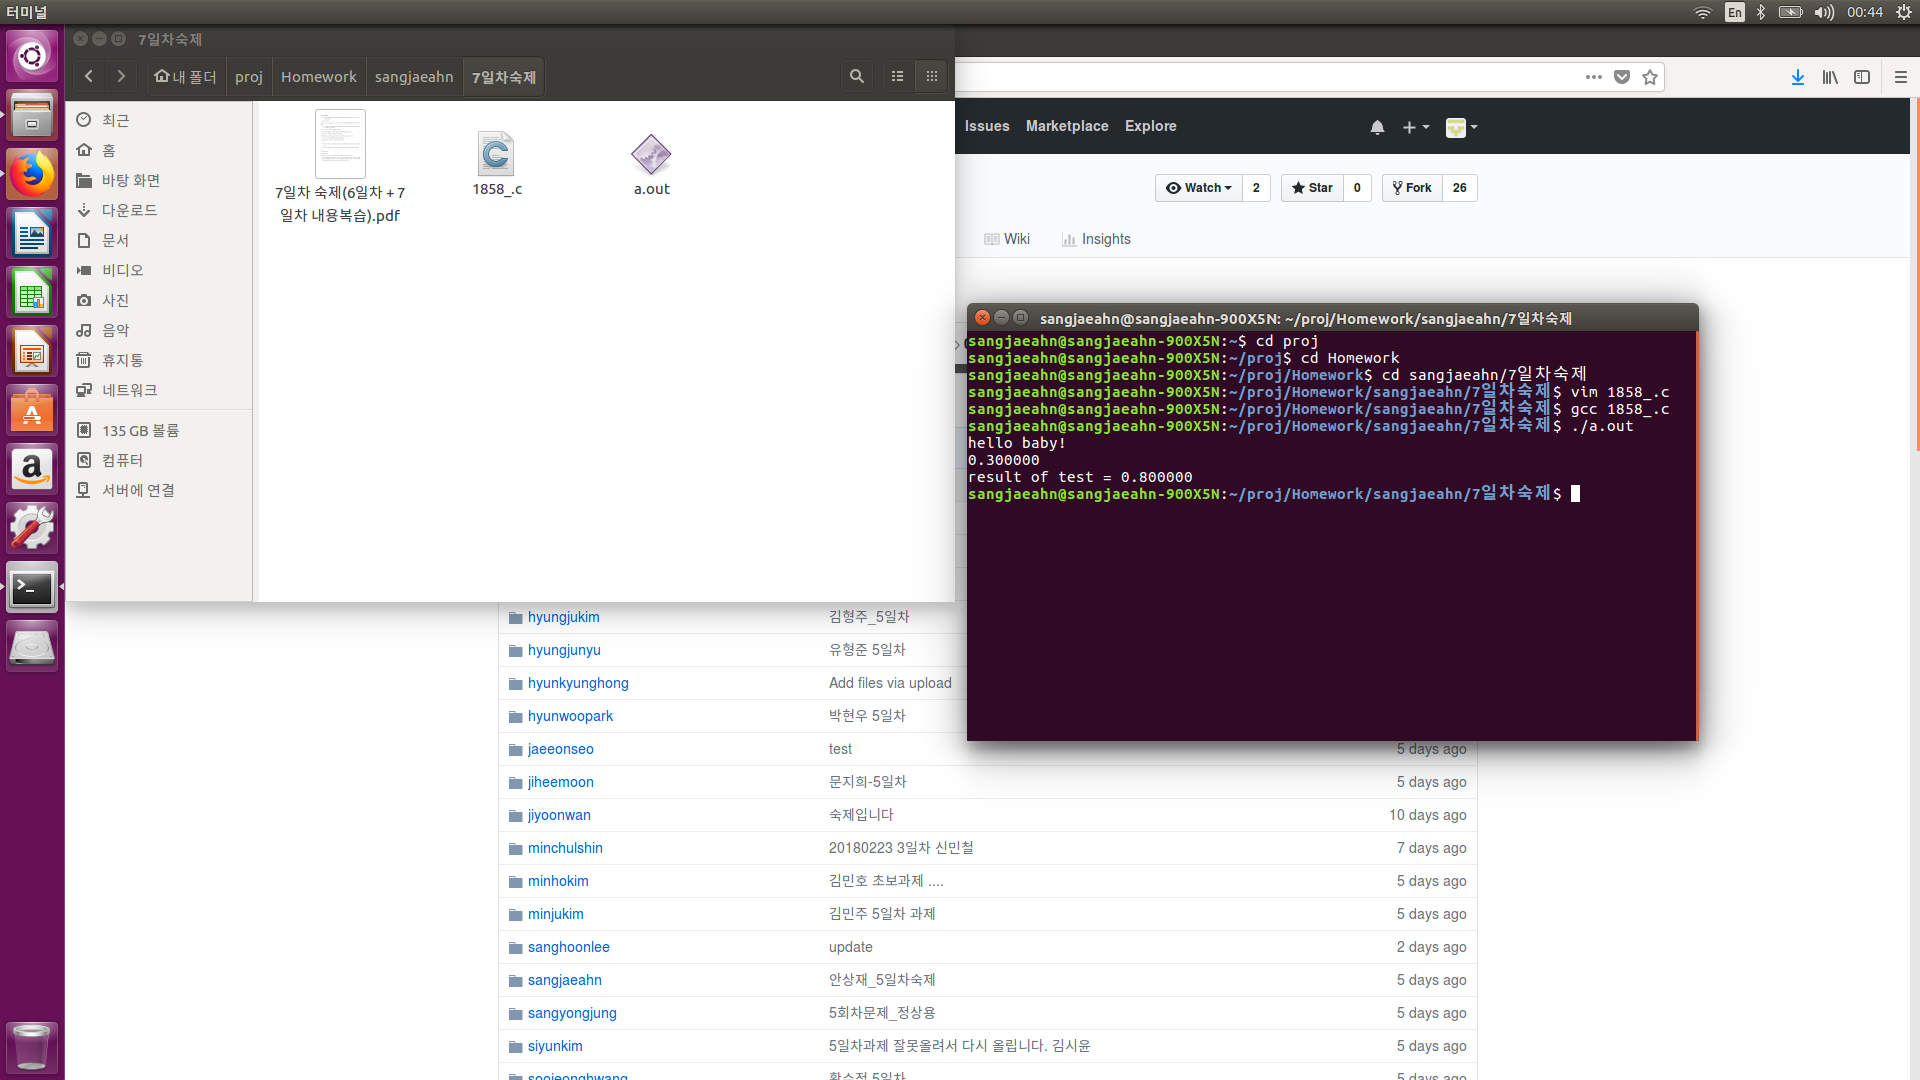 터미널
En
00:44
7일차숙제
내 폴더
proj
Homework
sangjaeahn
7일차숙제
최근
홈
바탕 화면
다운로드
문서
비디오
사진
음악
휴지통
네트워크
135 GB 볼륨
컴퓨터
서버에 연결
7일차 숙제(6일차 + 7
일차 내용복습).pdf
1858_.c
a.out
Issues
Marketplace
Explore
Watch
2
Star
0
Fork
26
Wiki
Insights
sangjaeahn@sangjaeahn-900X5N: ~/proj/Homework/sangjaeahn/7일차숙제
sangjaeahn@sangjaeahn-900X5N:~$ cd proj
sangjaeahn@sangjaeahn-900X5N:~/proj$ cd Homework
sangjaeahn@sangjaeahn-900X5N:~/proj/Homework$ cd sangjaeahn/7일차숙제
sangjaeahn@sangjaeahn-900X5N:~/proj/Homework/sangjaeahn/7일차숙제$ vim 1858_.c
sangjaeahn@sangjaeahn-900X5N:~/proj/Homework/sangjaeahn/7일차숙제$ gcc 1858_.c
sangjaeahn@sangjaeahn-900X5N:~/proj/Homework/sangjaeahn/7일차숙제$ ./a.out
hello baby!
0.300000
result of test = 0.800000
sangjaeahn@sangjaeahn-900X5N:~/proj/Homework/sangjaeahn/7일차숙제$
hyungjukim 김형주_5일차
hyungjunyu 유형준 5일차
hyunkyunghong Add files via upload
hyunwoopark 박현우 5일차
jaeeonseo test 5 days ago
jiheemoon 문지희-5일차 5 days ago
jiyoonwan 숙제입니다 10 days ago
minchulshin 20180223 3일차 신민철 7 days ago
minhokim 김민호 초보과제 .... 5 days ago
minjukim 김민주 5일차 과제 5 days ago
sanghoonlee update 2 days ago
sangjaeahn 안상재_5일차숙제 5 days ago
sangyongjung 5회차문제_정상용 5 days ago
siyunkim 5일차과제 잘못올려서 다시 올립니다. 김시윤 5 days ago
soojeonghwang 황수정 5일차 5 days ago